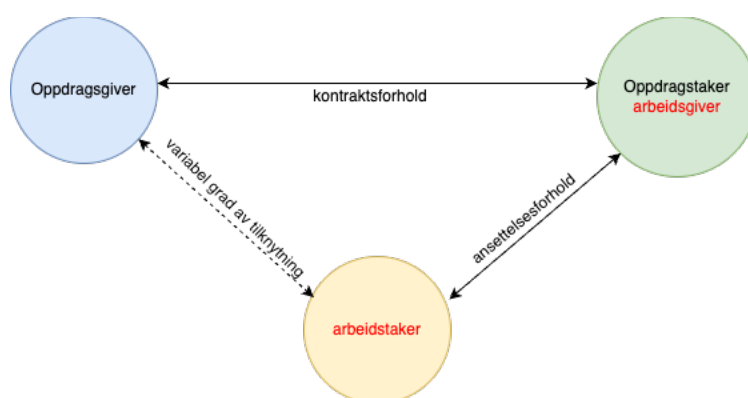 Oppdragsgiver
kontraktsforhold
Oppdragstaker
arbeidsgiver
variabel grad av tilknytning
ansettelsesforhold
arbeidstaker